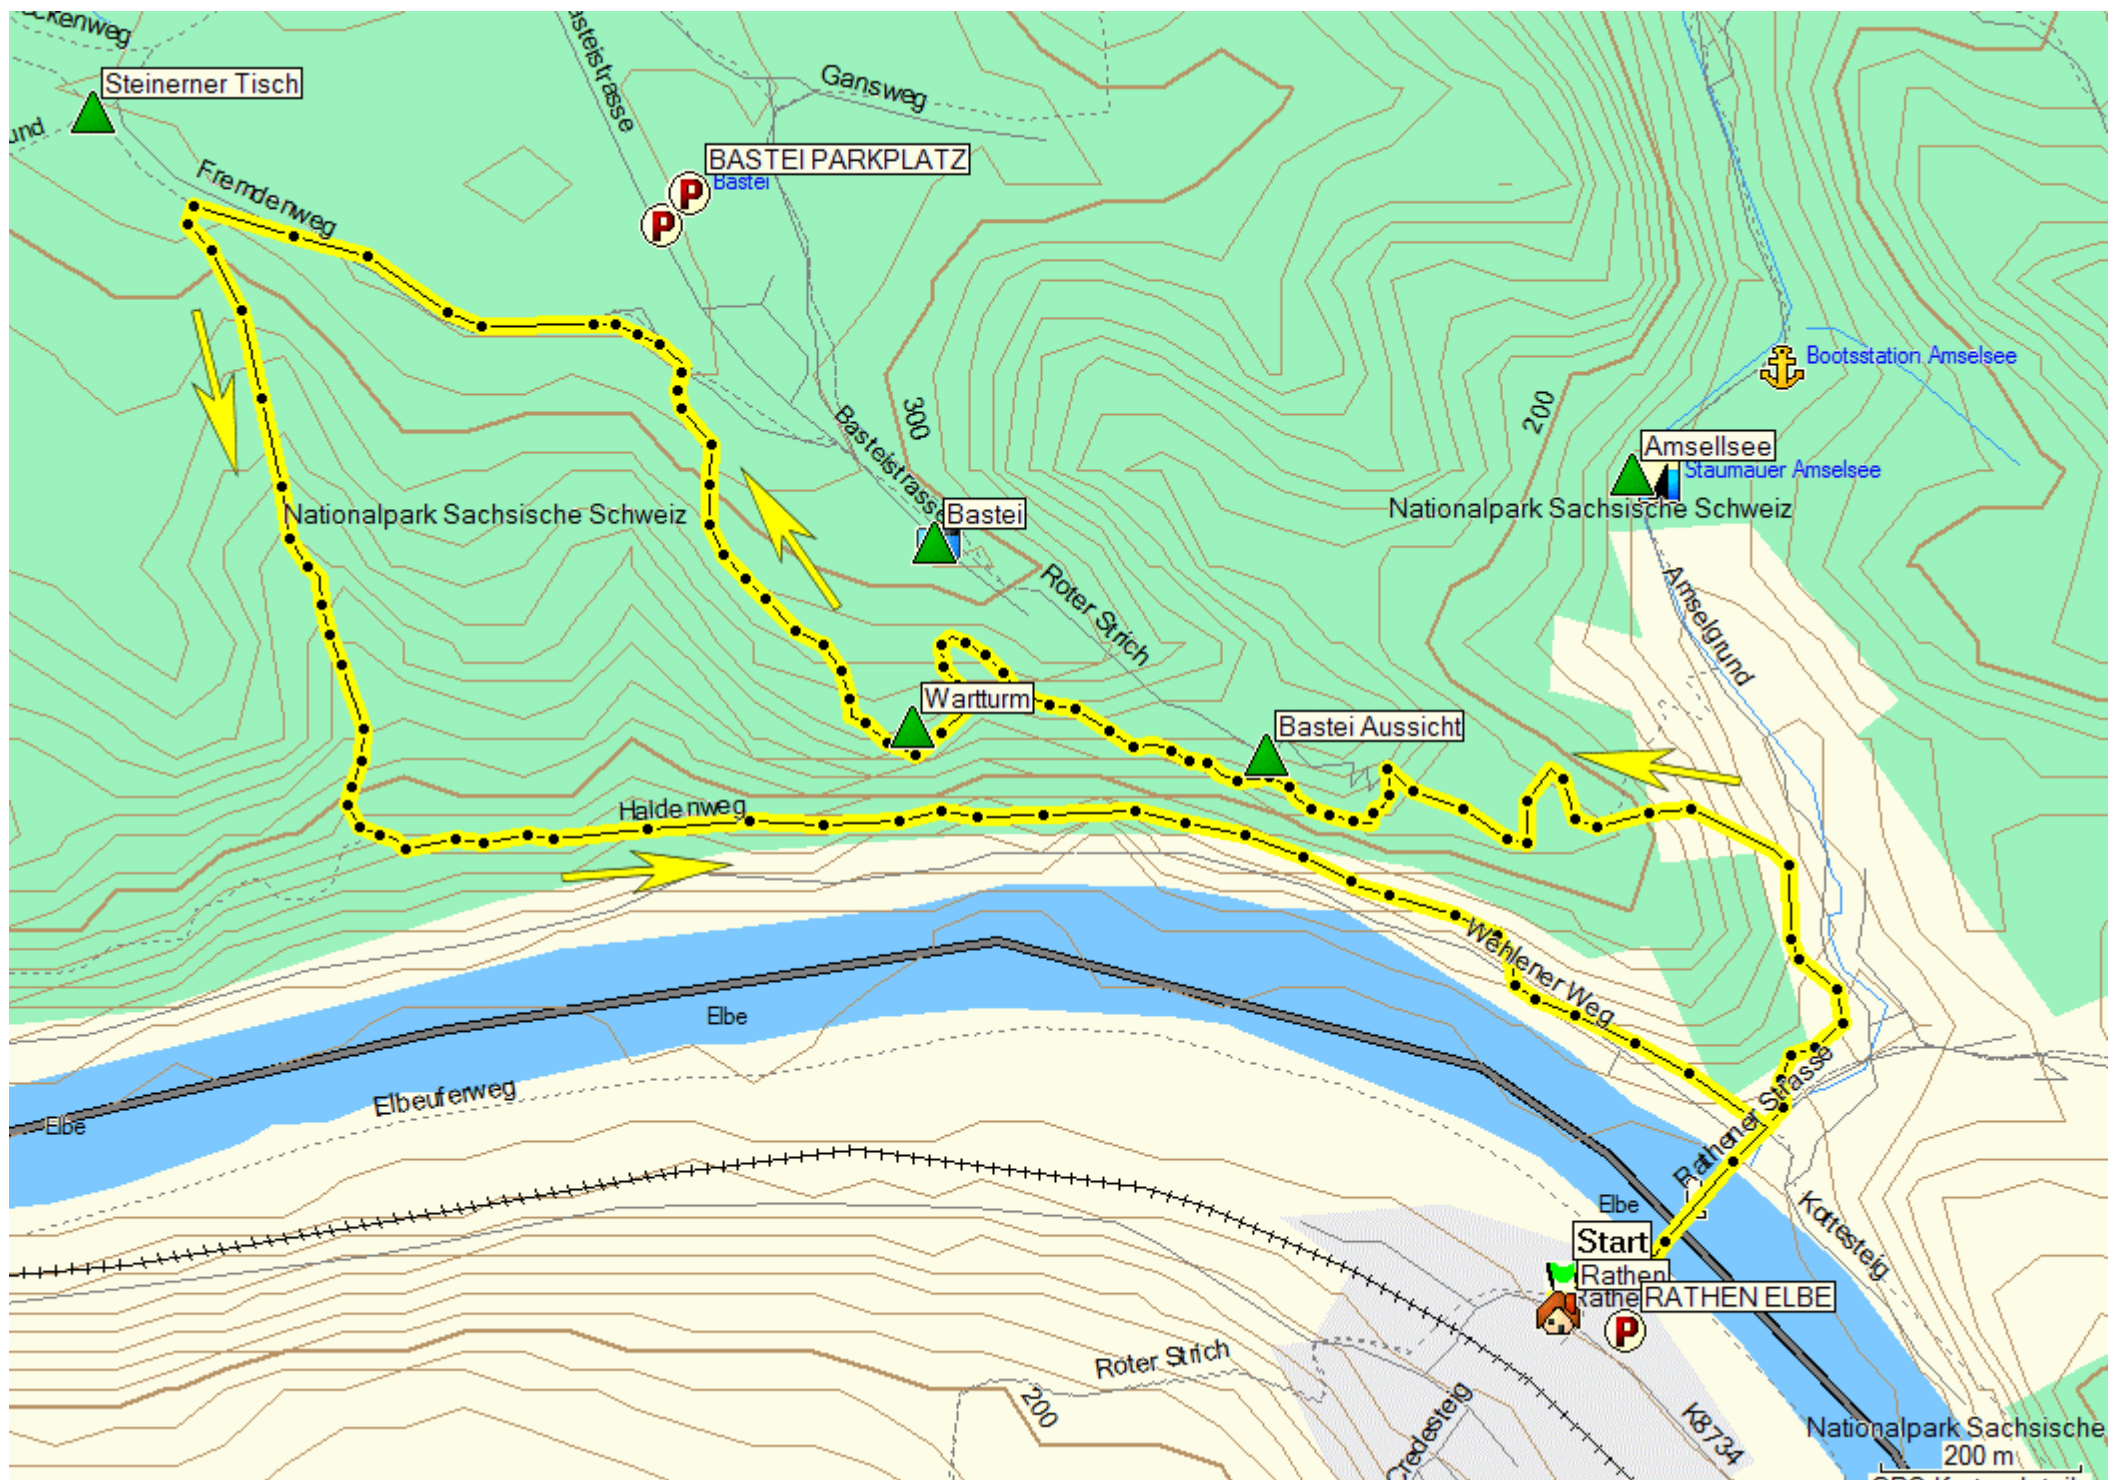 Steinerner Tisch
Gansweg
BASTEI PARKPLATZ
Bastei
Fremdenweg
Bootsstation Amselsee
300
200
Basteistrasse
Amsellsee
Staumauer Amselsee
Nationalpark Sachsische Schweiz
Nationalpark Sachsische Schweiz
Bastei
Roter Strich
Amselgrund
Wartturm
Bastei Aussicht
Haldenweg
Wehlener Weg
Elbe
Rathener Strasse
Elbeuferweg
Elbe
Elbe
Kottesteig
Start
Rathen
RATHEN ELBE
Roter Strich
200
Credesteig
K8734
Nationalpark Sachsische
200 m